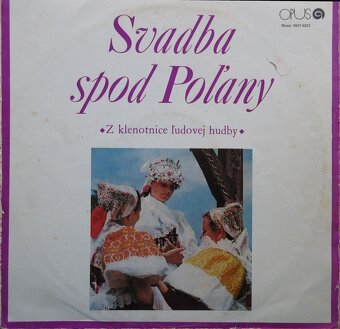 OPUS
Svadba
spod Poľany
Z klenotnice ľudovej hudby